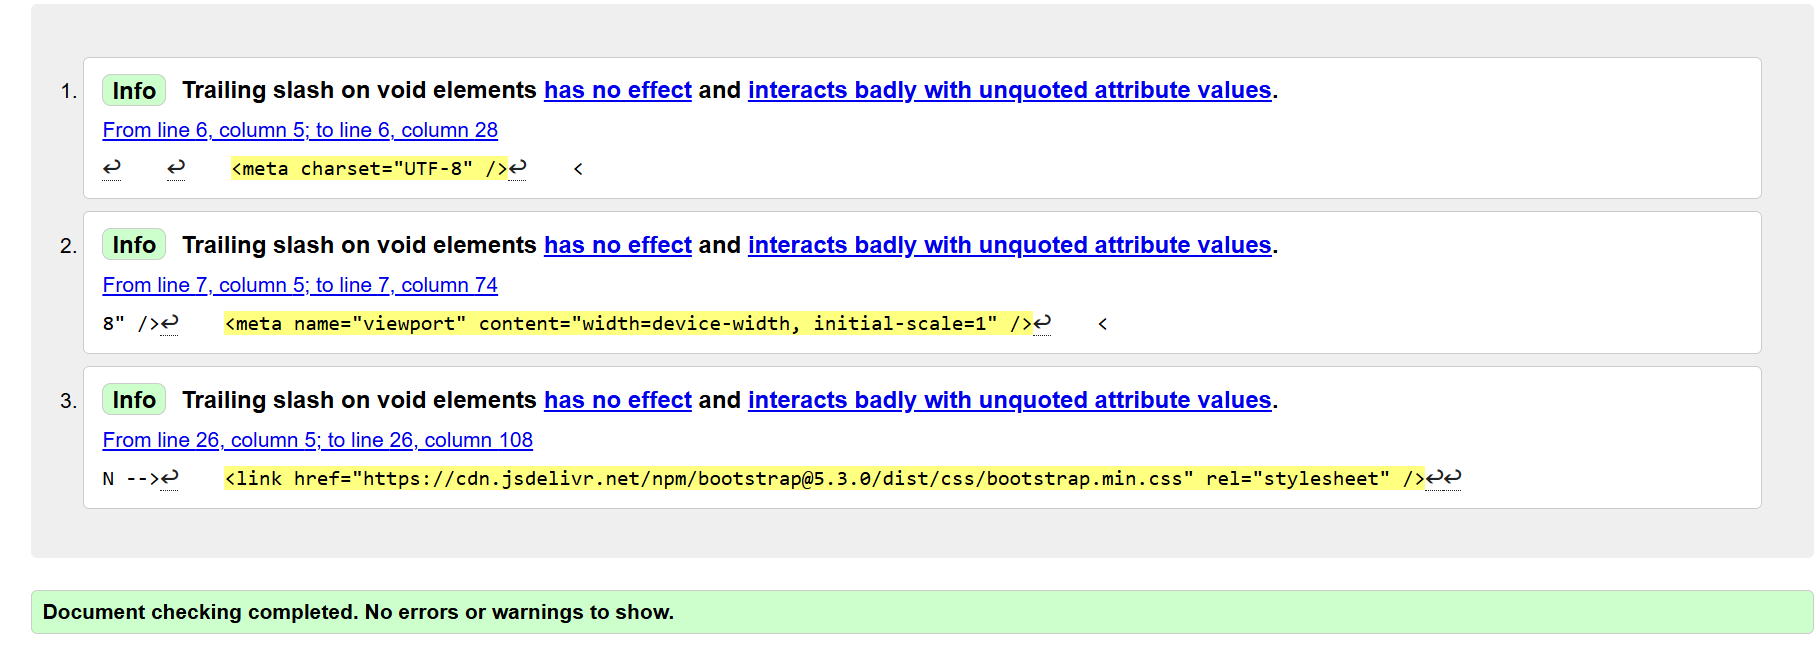 1. Info Trailing slash on void elements has no effect and interacts badly with unquoted attribute values.
From line 6, column 5; to line 6, column 28
↩ ↩ <meta charset="UTF-8" />↩ <
2. Info Trailing slash on void elements has no effect and interacts badly with unquoted attribute values.
From line 7, column 5; to line 7, column 74
8" />↩ <meta name="viewport" content="width=device-width, initial-scale=1" />↩ <
3. Info Trailing slash on void elements has no effect and interacts badly with unquoted attribute values.
From line 26, column 5; to line 26, column 108
N -->↩ <link href="https://cdn.jsdelivr.net/npm/bootstrap@5.3.0/dist/css/bootstrap.min.css" rel="stylesheet" />↩↩
Document checking completed. No errors or warnings to show.